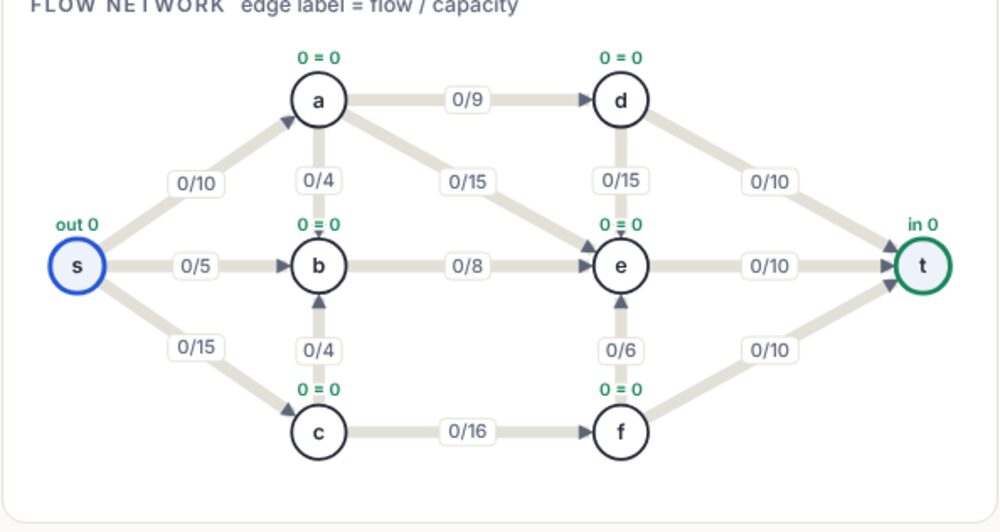 FLOW NETWORK edge label = flow / capacity
0 = 0
0 = 0
a
0/9
d
0/10
0/4
0/15
0/15
0/10
out 0
0 = 0
0 = 0
in 0
s
0/5
b
0/8
e
0/10
t
0/15
0/4
0/6
0/10
0 = 0
0 = 0
c
0/16
f